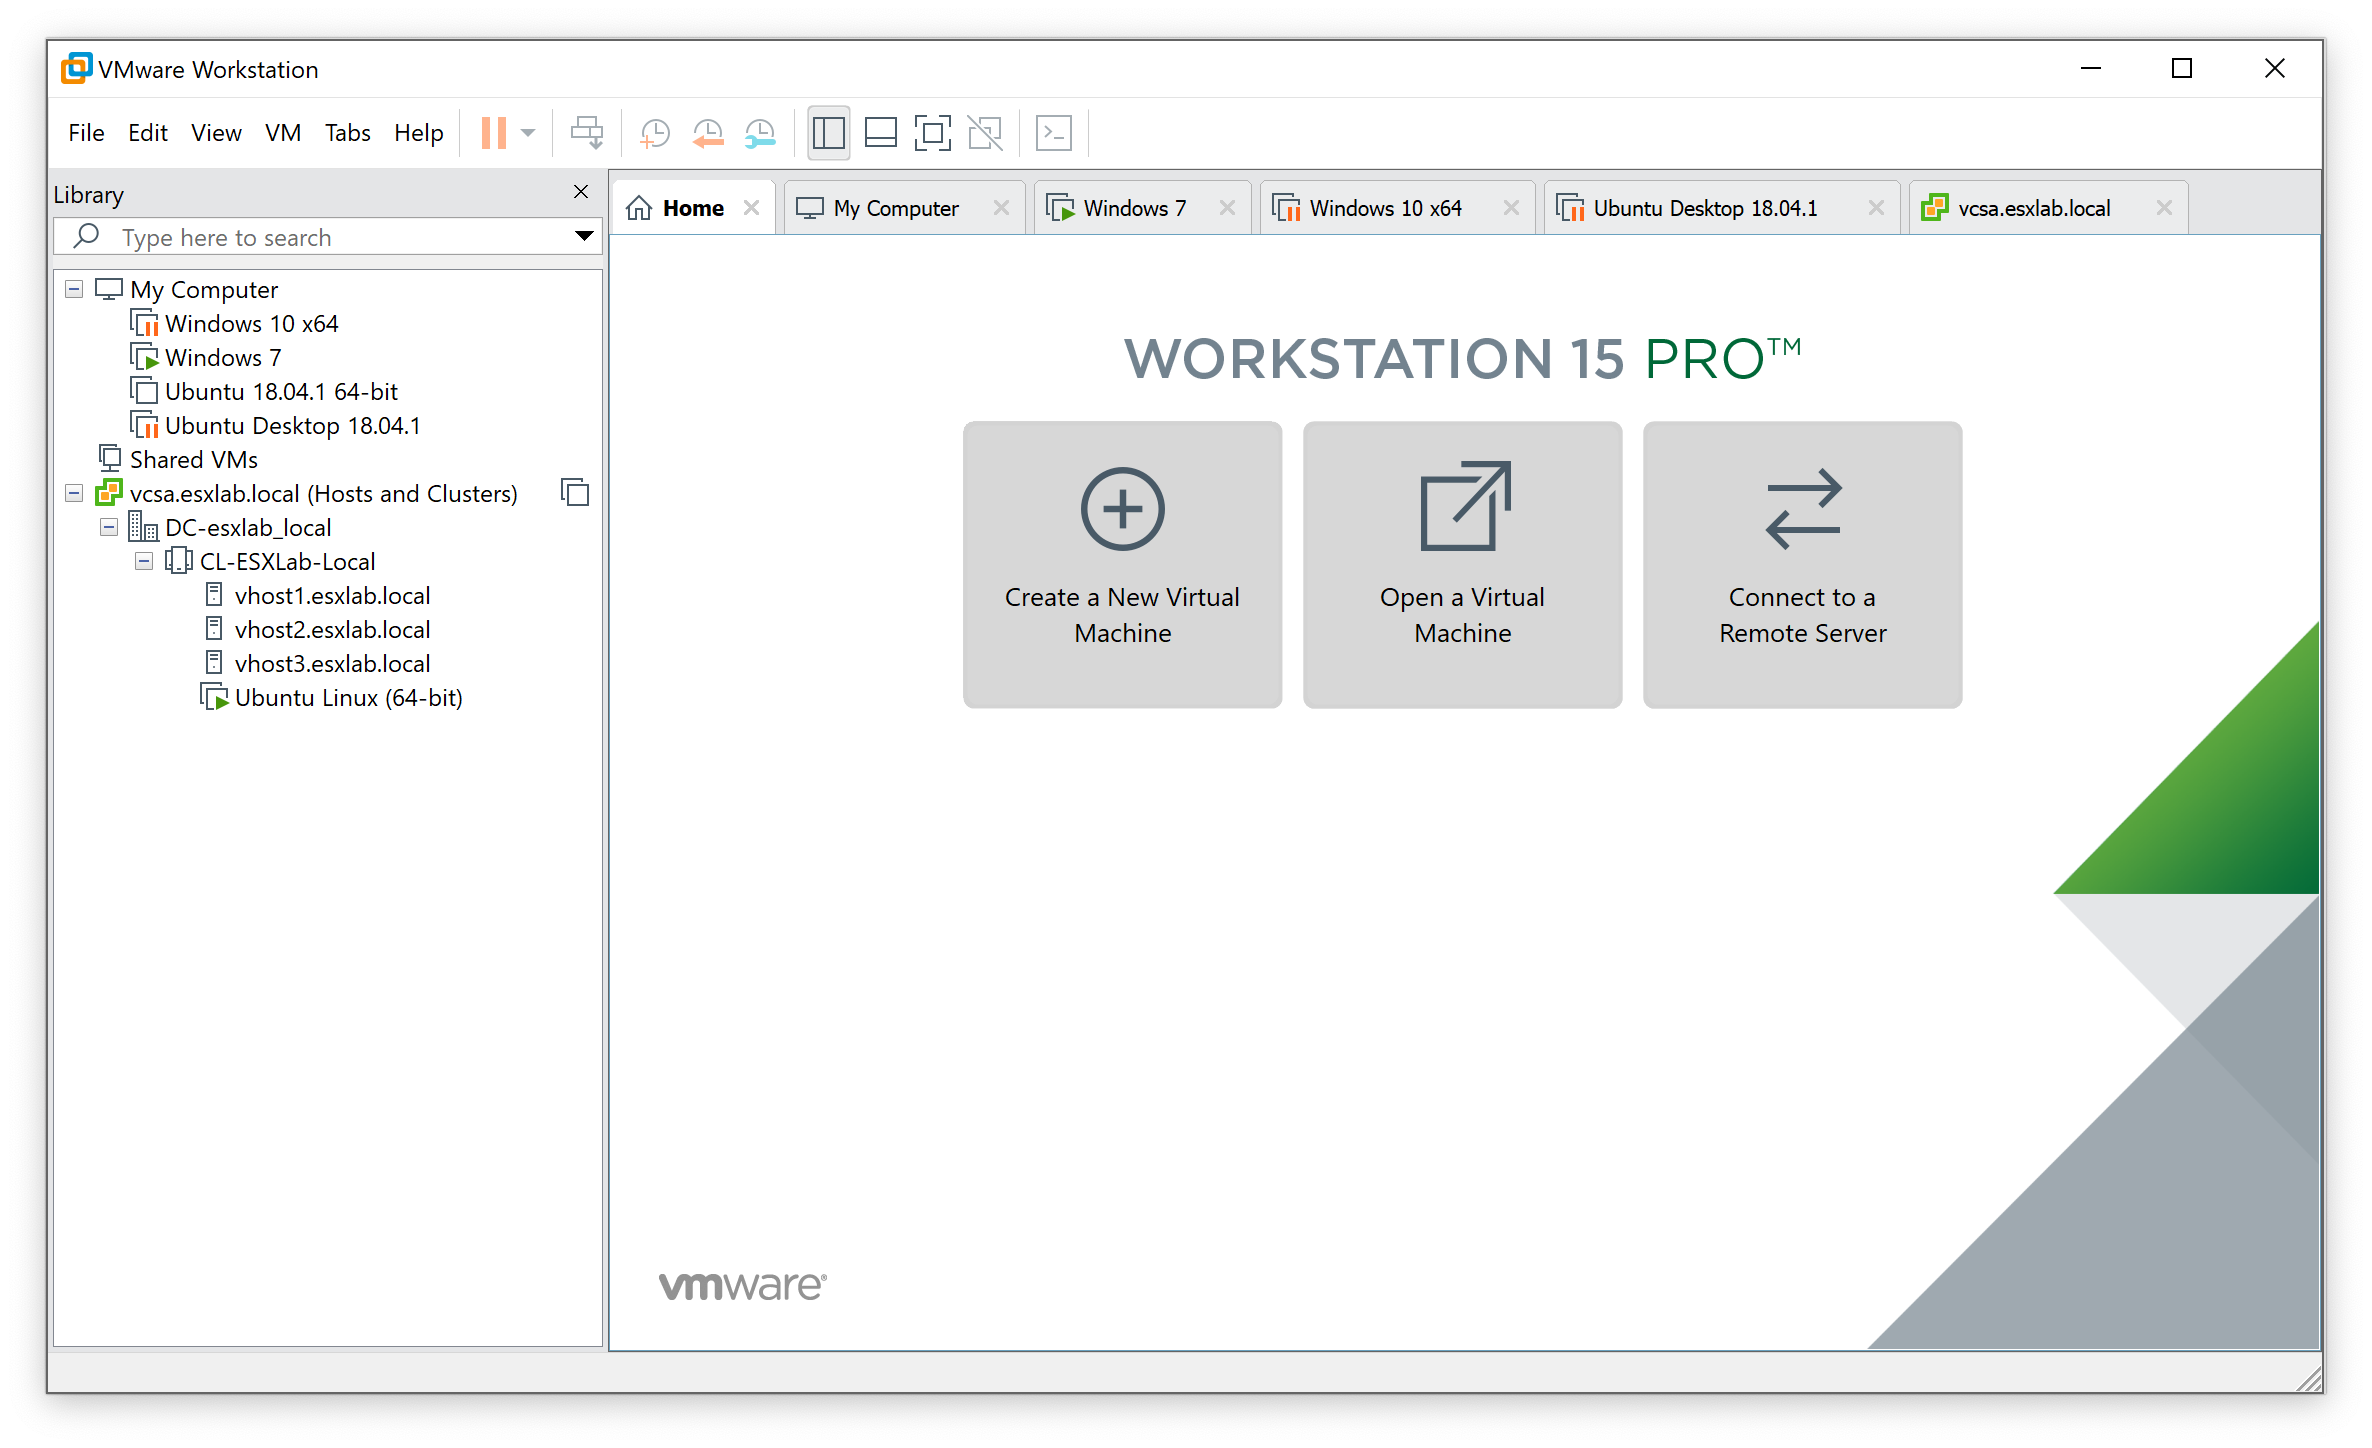 VMware Workstation
File Edit View VM Tabs Help
Library
Type here to search
My Computer
Windows 10 x64
Windows 7
Ubuntu 18.04.1 64-bit
Ubuntu Desktop 18.04.1
Shared VMs
vcsa.esxlab.local (Hosts and Clusters)
DC-esxlab_local
CL-ESXLab-Local
vhost1.esxlab.local
vhost2.esxlab.local
vhost3.esxlab.local
Ubuntu Linux (64-bit)
Home My Computer Windows 7 Windows 10 x64 Ubuntu Desktop 18.04.1 vcsa.esxlab.local
WORKSTATION 15 PRO™
Create a New Virtual
Machine
Open a Virtual
Machine
Connect to a
Remote Server
vmware®